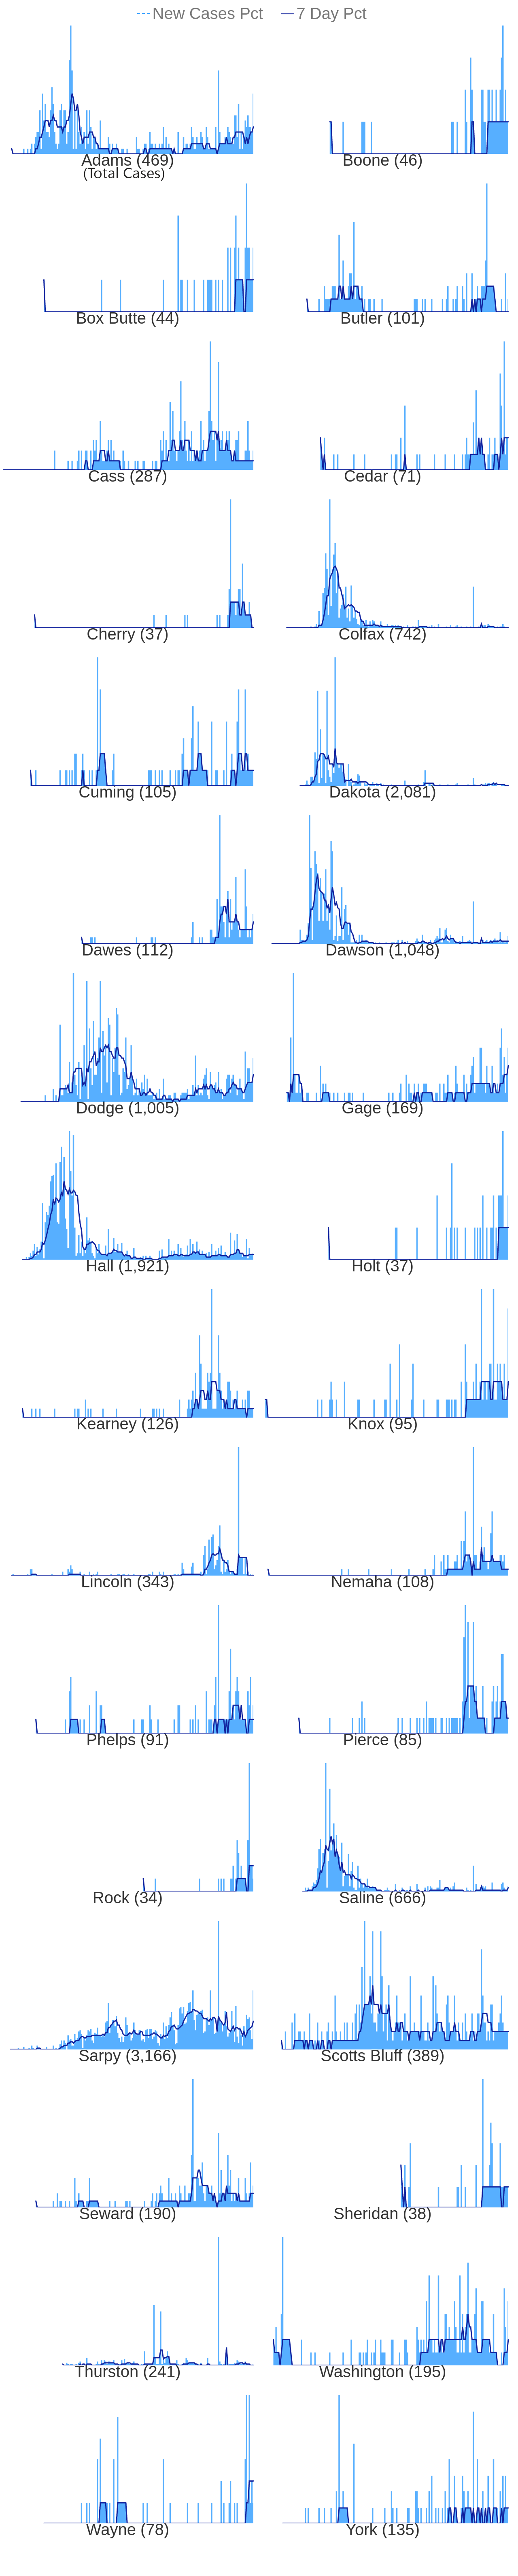 New Cases Pct 7 Day Pct
Adams (469) Boone (46)
(Total Cases)
Box Butte (44) Butler (101)
Cass (287) Cedar (71)
Cherry (37) Colfax (742)
Cuming (105) Dakota (2,081)
Dawes (112) Dawson (1,048)
Dodge (1,005) Gage (169)
Hall (1,921) Holt (37)
Kearney (126) Knox (95)
Lincoln (343) Nemaha (108)
Phelps (91) Pierce (85)
Rock (34) Saline (666)
Sarpy (3,166) Scotts Bluff (389)
Seward (190) Sheridan (38)
Thurston (241) Washington (195)
Wayne (78) York (135)